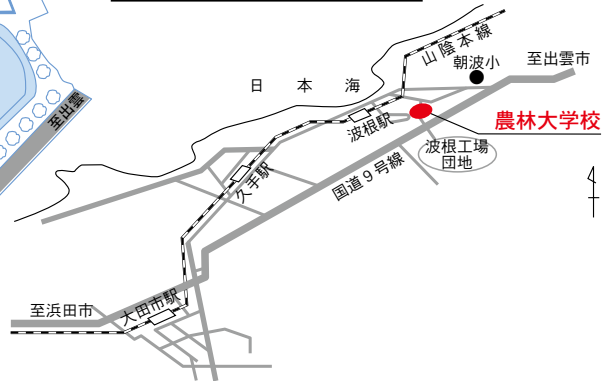 至出雲
山陰本線
朝波小
至出雲市
日本海
農林大学校
波根駅
波根工場
団地
国道9号線
久手駅
至浜田市
大田市駅